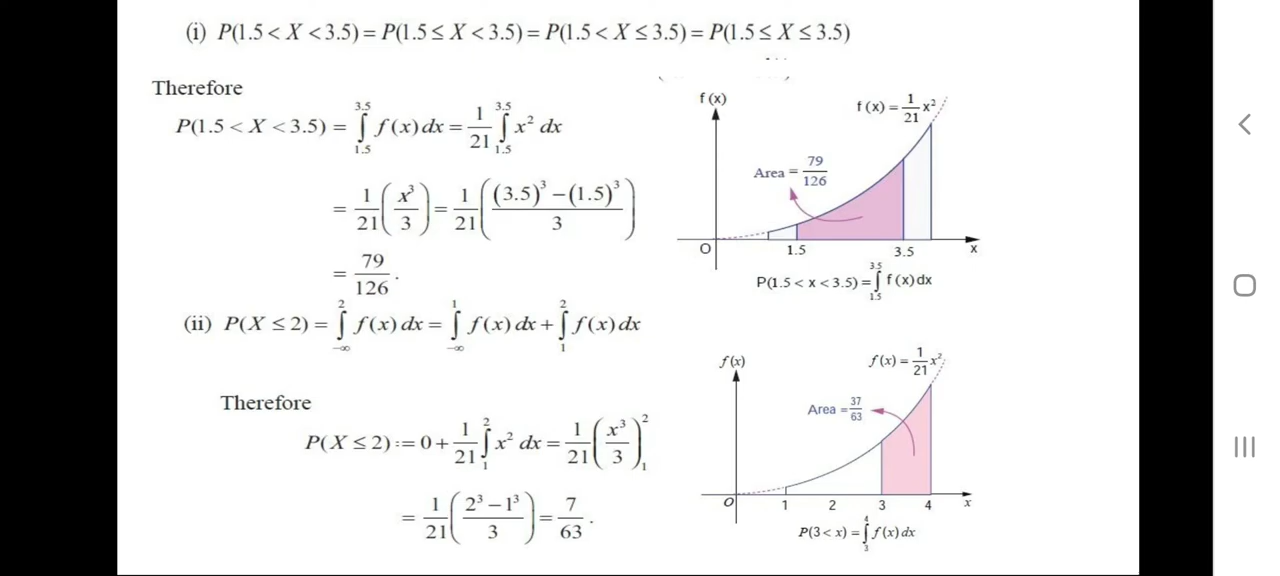 (i) P(1.5 < X < 3.5) = P(1.5 ≤ X < 3.5) = P(1.5 < X ≤ 3.5) = P(1.5 ≤ X ≤ 3.5)
Therefore
P(1.5 < X < 3.5) = ∫_{1.5}^{3.5} f(x) dx = 1/21 ∫_{1.5}^{3.5} x² dx
= 1/21 (x³/3) = 1/21 (((3.5)³ − (1.5)³)/3)
= 79/126 .
f (x)
f (x) = 1/21 x²
Area = 79/126
O 1.5 3.5 x
P(1.5 < x < 3.5) = ∫_{1.5}^{3.5} f (x) dx
(ii) P(X ≤ 2) = ∫_{−∞}^{2} f(x) dx = ∫_{−∞}^{1} f(x) dx + ∫_{1}^{2} f(x) dx
Therefore
P(X ≤ 2) := 0 + 1/21 ∫_{1}^{2} x² dx = 1/21 (x³/3)_{1}^{2}
= 1/21 ((2³ − 1³)/3) = 7/63 .
f (x)
f (x) = 1/21 x²
Area = 37/63
O 1 2 3 4 x
P(3 < x) = ∫_{3}^{4} f (x) dx